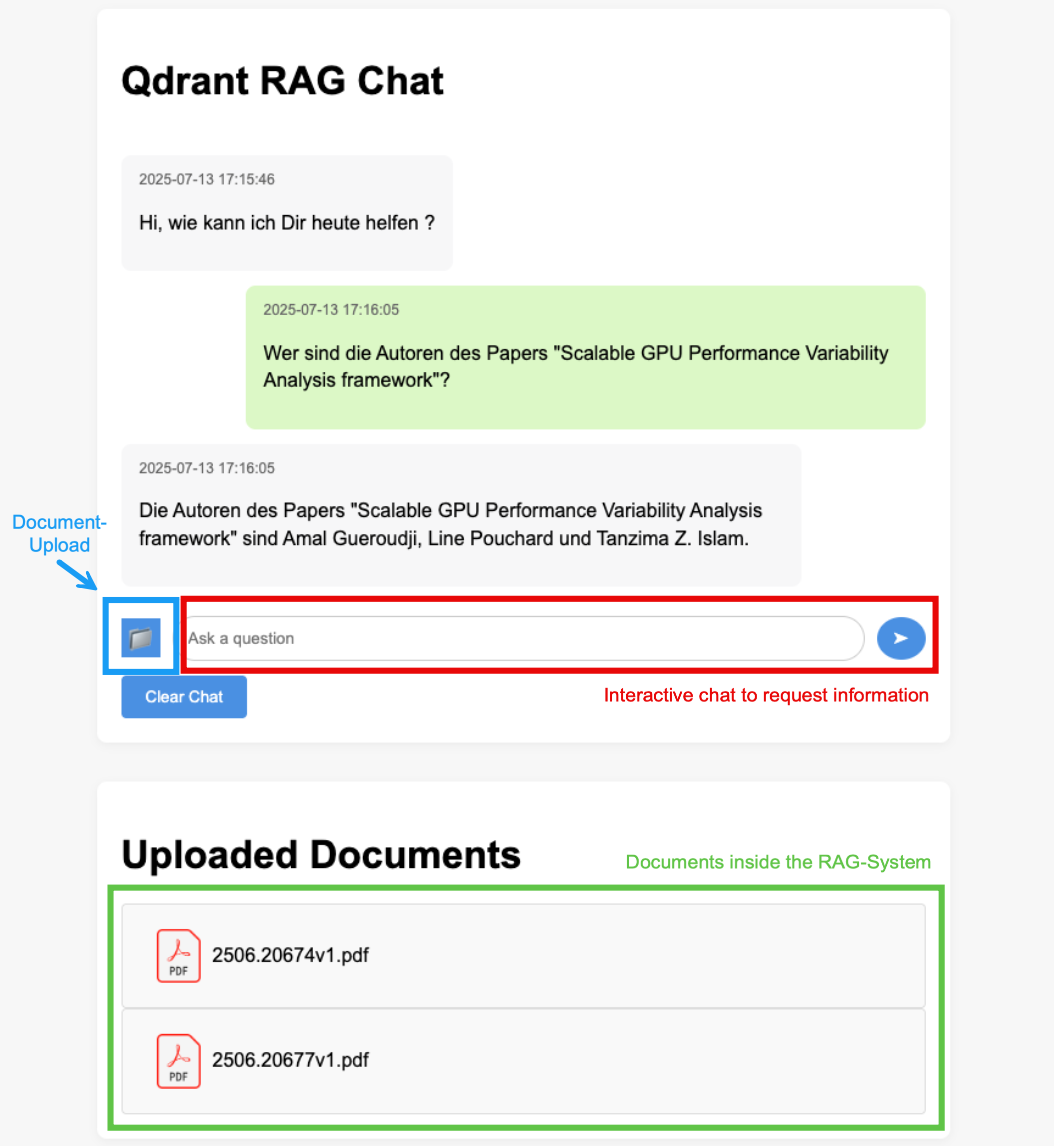 Qdrant RAG Chat
2025-07-13 17:15:46
Hi, wie kann ich Dir heute helfen ?
2025-07-13 17:16:05
Wer sind die Autoren des Papers "Scalable GPU Performance Variability
Analysis framework"?
2025-07-13 17:16:05
Die Autoren des Papers "Scalable GPU Performance Variability Analysis
framework" sind Amal Gueroudji, Line Pouchard und Tanzima Z. Islam.
Document-
Upload
Ask a question
Clear Chat
Interactive chat to request information
Uploaded Documents
Documents inside the RAG-System
PDF
2506.20674v1.pdf
PDF
2506.20677v1.pdf